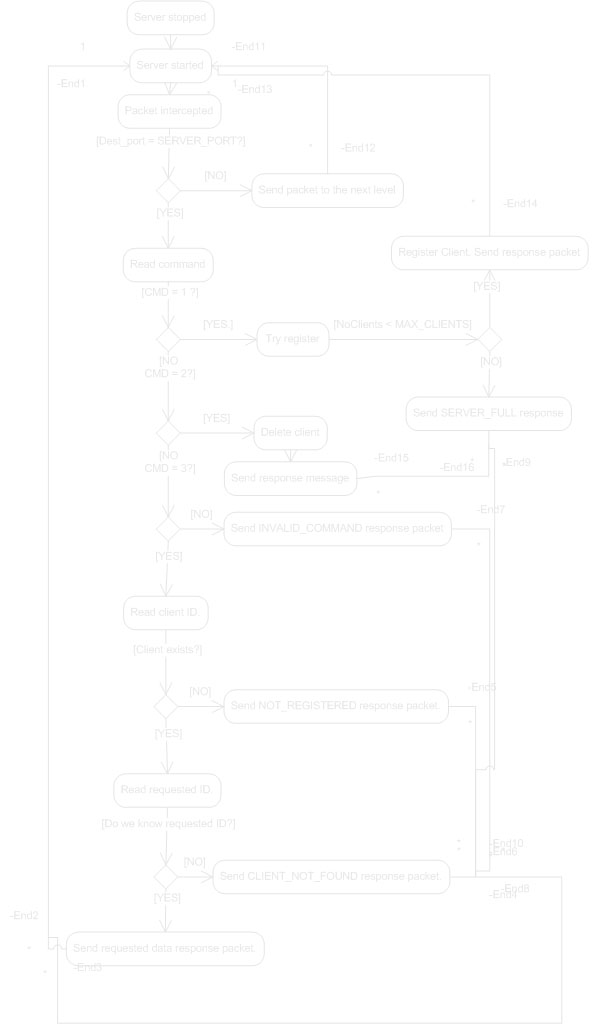 Server stopped
1
-End11
Server started
-End1
1
-End13
*
Packet intercepted
[Dest_port = SERVER_PORT?]
*
-End12
[NO]
Send packet to the next level
*
-End14
[YES]
Register Client. Send response packet
Read command
[YES]
[CMD = 1 ?]
[YES ]
[NoClients < MAX_CLIENTS]
Try register
[NO
CMD = 2?]
[NO]
[YES]
Send SERVER_FULL response
Delete client
[NO
CMD = 3?]
-End15
*
-End16
*
-End9
Send response message
*
-End7
[NO]
Send INVALID_COMMAND response packet
*
[YES]
Read client ID.
[Client exists?]
[NO]
-End5
Send NOT_REGISTERED response packet.
*
[YES]
Read requested ID.
[Do we know requested ID?]
*
-End10
*
-End6
*
[NO]
Send CLIENT_NOT_FOUND response packet.
-End8
-End4
[YES]
-End2
*
Send requested data response packet.
*
-End3